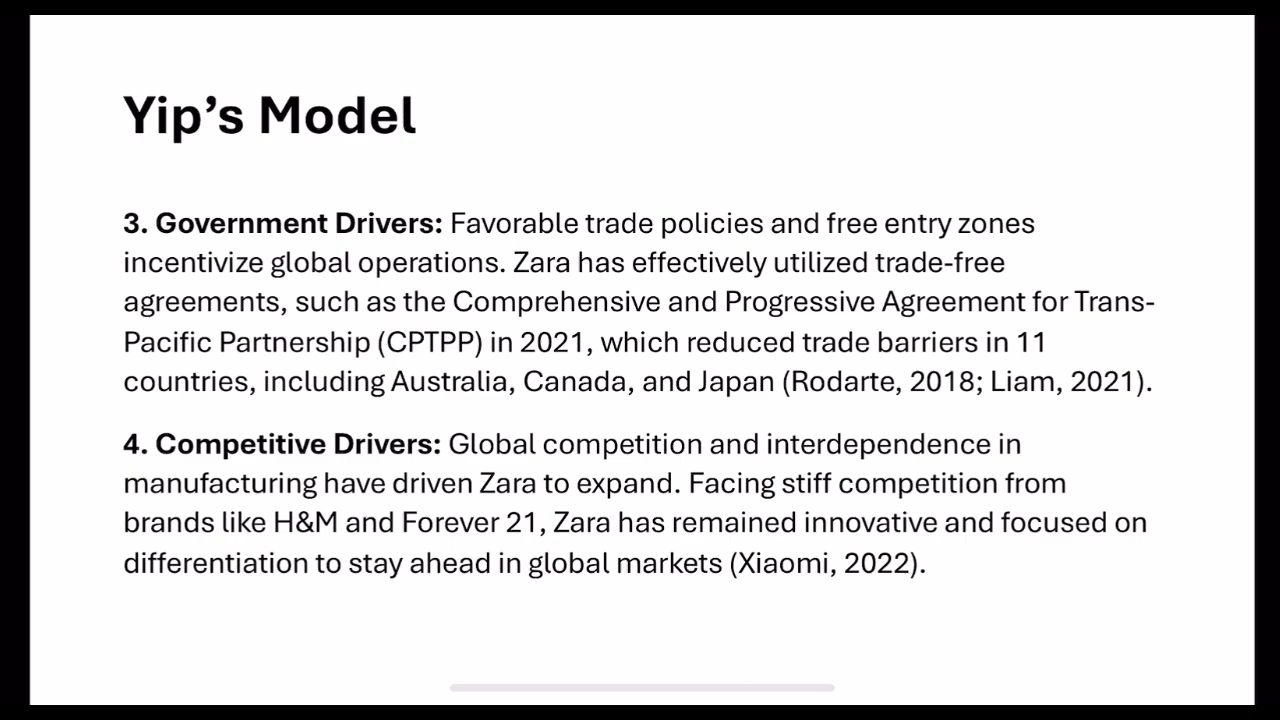 Yip’s Model
3. Government Drivers: Favorable trade policies and free entry zones
incentivize global operations. Zara has effectively utilized trade-free
agreements, such as the Comprehensive and Progressive Agreement for Trans-
Pacific Partnership (CPTPP) in 2021, which reduced trade barriers in 11
countries, including Australia, Canada, and Japan (Rodarte, 2018; Liam, 2021).
4. Competitive Drivers: Global competition and interdependence in
manufacturing have driven Zara to expand. Facing stiff competition from
brands like H&M and Forever 21, Zara has remained innovative and focused on
differentiation to stay ahead in global markets (Xiaomi, 2022).